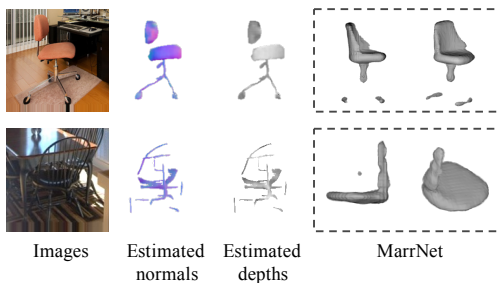 Images
Estimated
normals
Estimated
depths
MarrNet